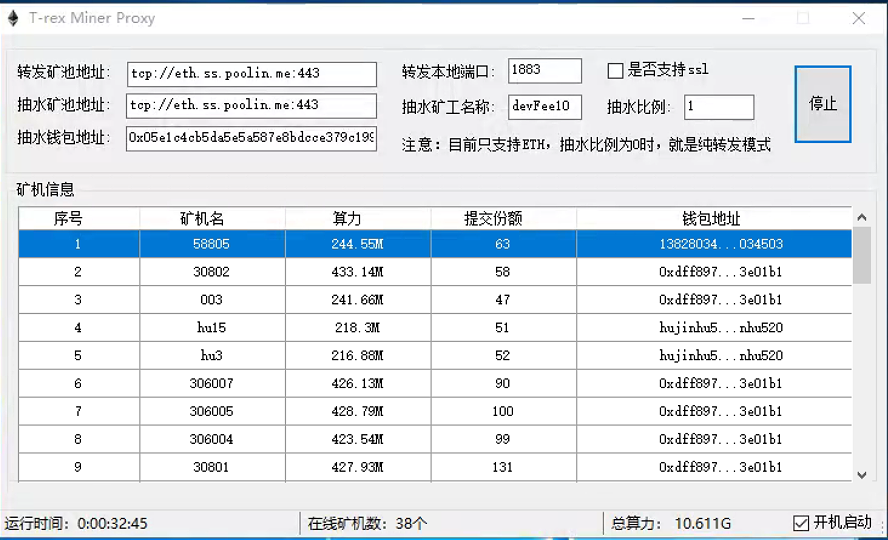 T-rex Miner Proxy
转发矿池地址: tcp://eth.ss.poolin.me:443 转发本地端口: 1883 是否支持ssl
抽水矿池地址: tcp://eth.ss.poolin.me:443 抽水矿工名称: devFee10 抽水比例: 1 停止
抽水钱包地址: 0x05e1c4cb5da5e5a587e8bdcce379c199 注意：目前只支持ETH，抽水比例为0时，就是纯转发模式
矿机信息
序号 矿机名 算力 提交份额 钱包地址
1 58805 244.55M 63 13828034...034503
2 30802 433.14M 58 0xdff897...3e01b1
3 003 241.66M 47 0xdff897...3e01b1
4 hu15 218.3M 51 hujinhu5...nhu520
5 hu3 216.88M 52 hujinhu5...nhu520
6 306007 426.13M 90 0xdff897...3e01b1
7 306005 428.79M 100 0xdff897...3e01b1
8 306004 423.54M 99 0xdff897...3e01b1
9 30801 427.93M 131 0xdff897...3e01b1
运行时间: 0:00:32:45 在线矿机数: 38个 总算力: 10.611G 开机启动